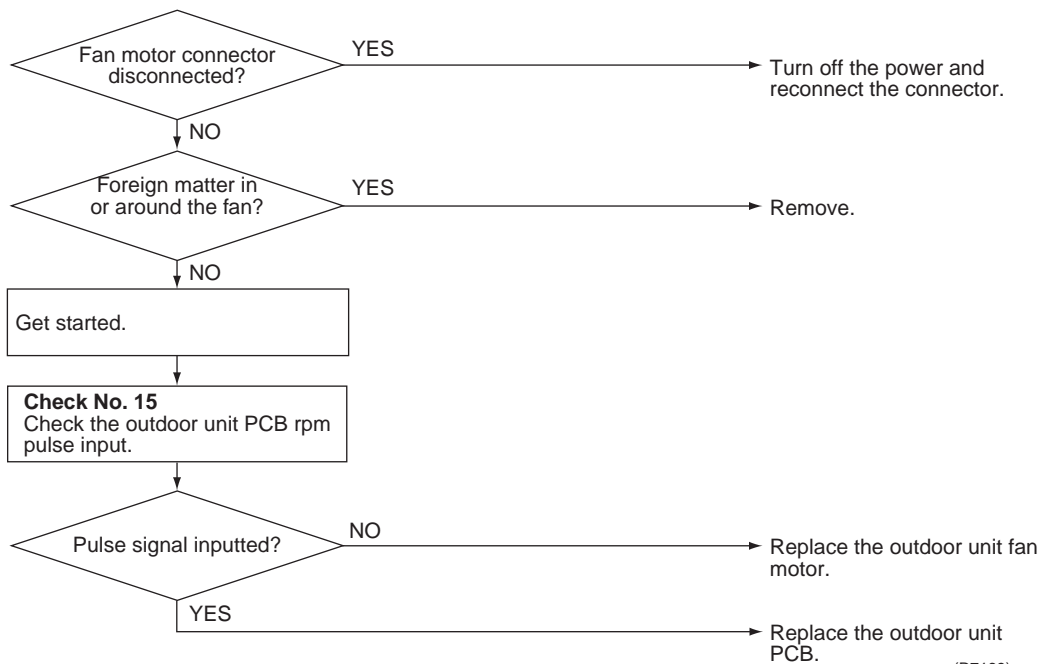 Fan motor connector
disconnected?
YES
Turn off the power and
reconnect the connector.
NO
Foreign matter in
or around the fan?
YES
Remove.
NO
Get started.
Check No. 15
Check the outdoor unit PCB rpm
pulse input.
Pulse signal inputted?
NO
Replace the outdoor unit fan
motor.
YES
Replace the outdoor unit
PCB.